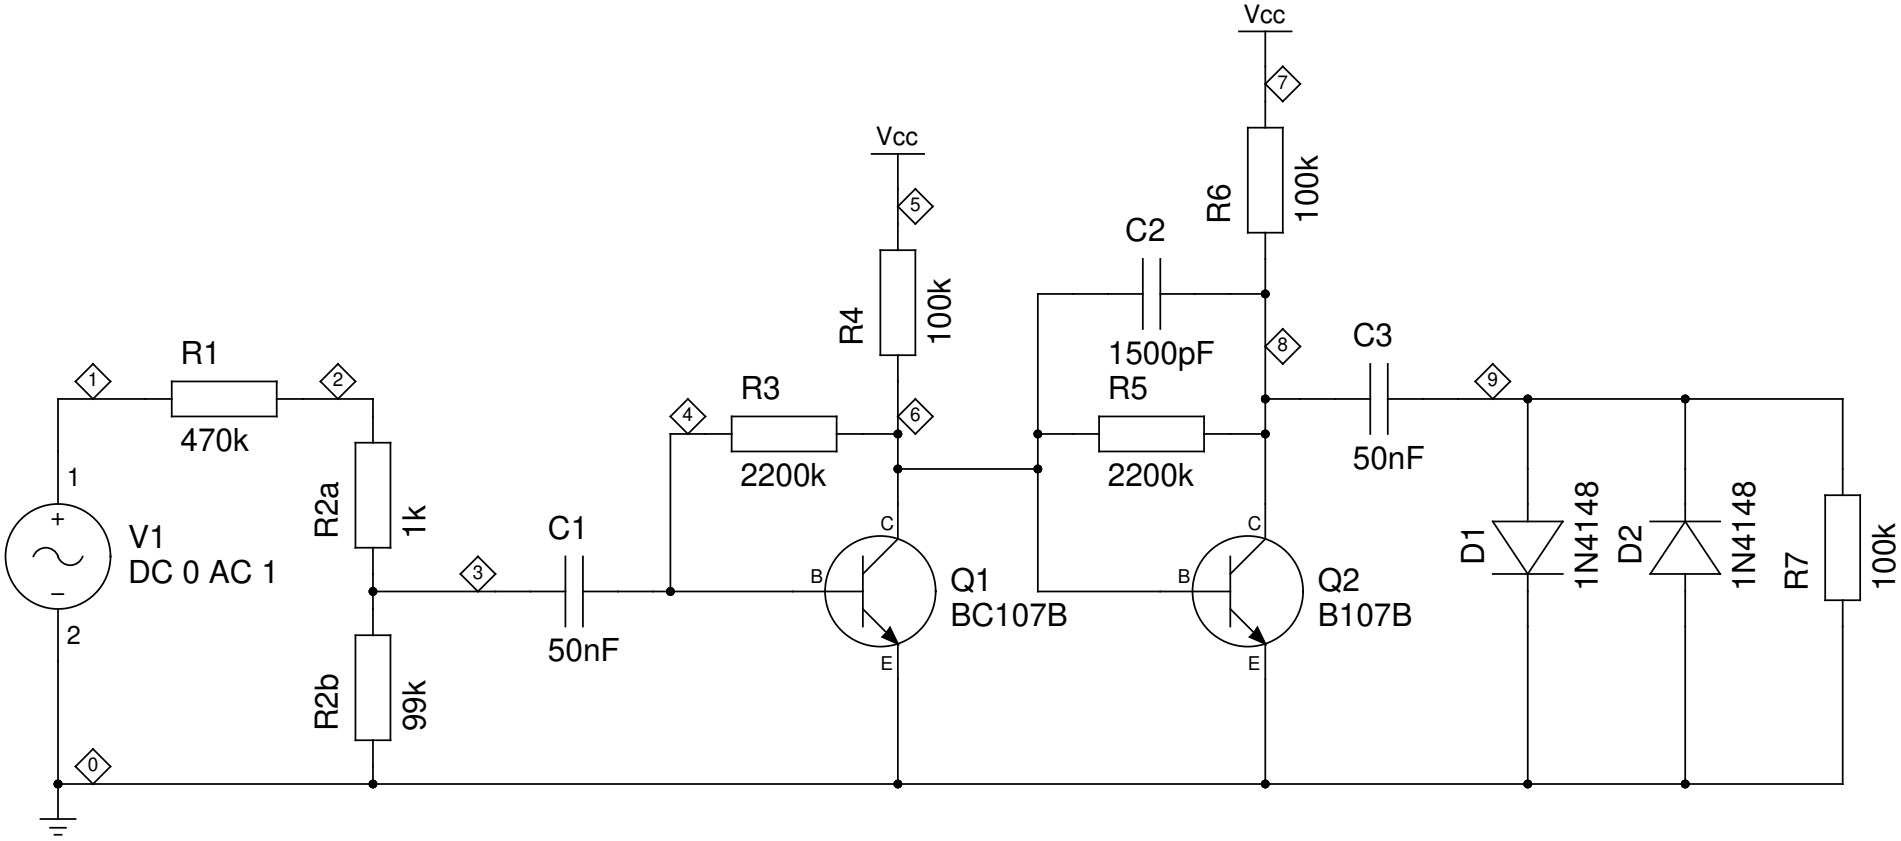 Vcc
7
R6
100k
Vcc
5
R4
100k
C2
1500pF
8
R1
470k
1
2
R2a
1k
3
C1
50nF
4
R3
2200k
6
R5
2200k
C3
50nF
9
1
+
V1
DC 0 AC 1
−
2
R2b
99k
0
C
B
E
Q1
BC107B
C
B
E
Q2
B107B
D1
1N4148
D2
1N4148
R7
100k